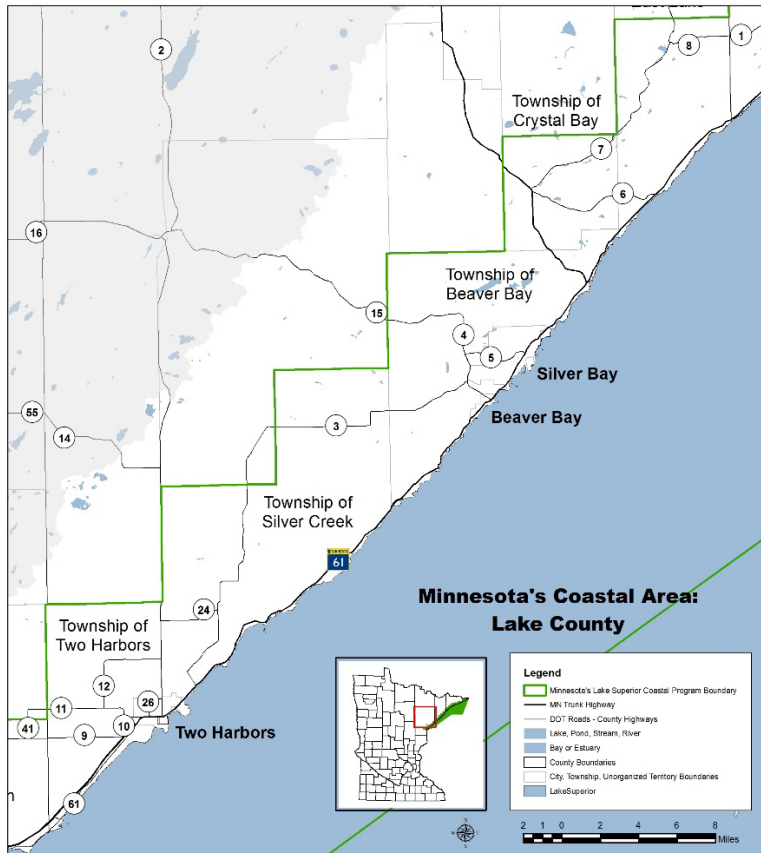 2
8
1
Township of
Crystal Bay
7
6
16
Township of
Beaver Bay
15
4
5
Silver Bay
Beaver Bay
55
14
3
Township of
Silver Creek
61
Minnesota's Coastal Area:
Lake County
24
Township of
Two Harbors
12
11
26
41
10
9
Two Harbors
61
Legend
Minnesota's Lake Superior Coastal Program Boundary
MN Trunk Highway
DOT Roads - County Highways
Lake, Pond, Stream, River
Bay or Estuary
County Boundaries
City, Township, Unorganized Territory Boundaries
LakeSuperior
2 1 0 2 4 6 8
Miles